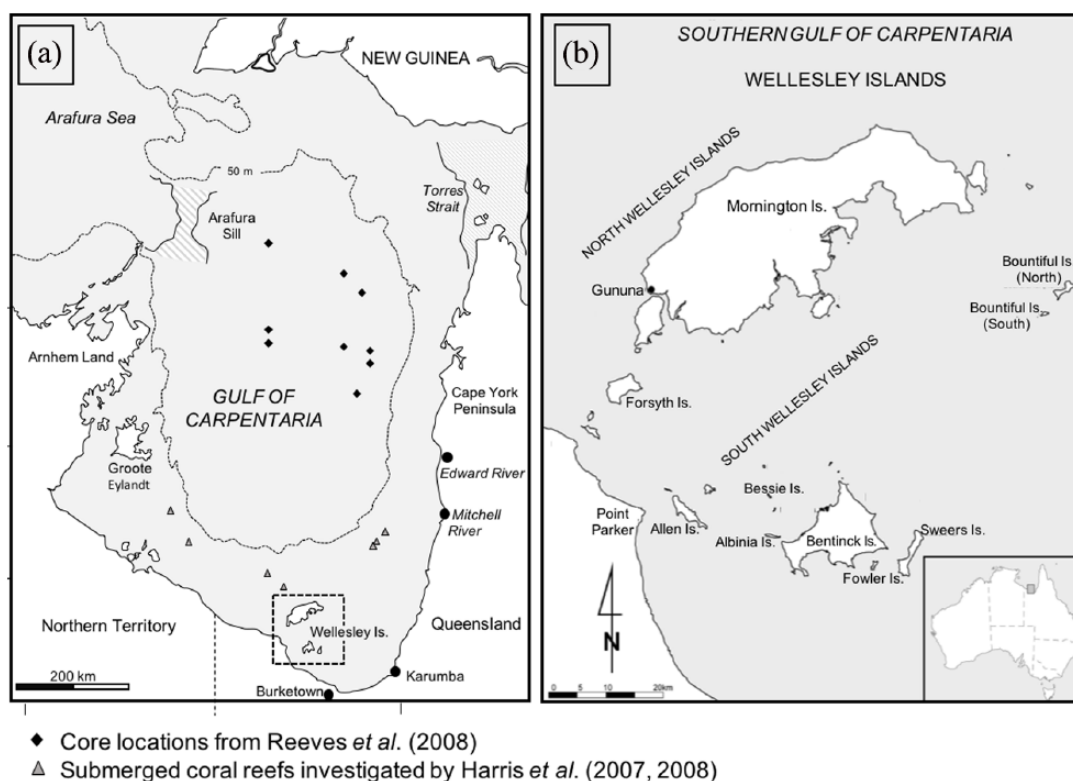 (a)
NEW GUINEA
Arafura Sea
50 m
Torres
Strait
Arafura
Sill
Arnhem Land
GULF OF
CARPENTARIA
Cape York
Peninsula
Groote
Eylandt
Edward River
Mitchell
River
Northern Territory
Wellesley Is.
Queensland
200 km
Karumba
Burketown
(b)
SOUTHERN GULF OF CARPENTARIA
WELLESLEY ISLANDS
NORTH WELLESLEY ISLANDS
Mornington Is.
Bountiful Is.
(North)
Gununa
Bountiful Is.
(South)
SOUTH WELLESLEY ISLANDS
Forsyth Is.
Bessie Is.
Point
Parker
Allen Is.
Albinia Is.
Bentinck Is.
Sweers Is.
Fowler Is.
N
0 5 10 20km
Core locations from Reeves et al. (2008)
Submerged coral reefs investigated by Harris et al. (2007, 2008)